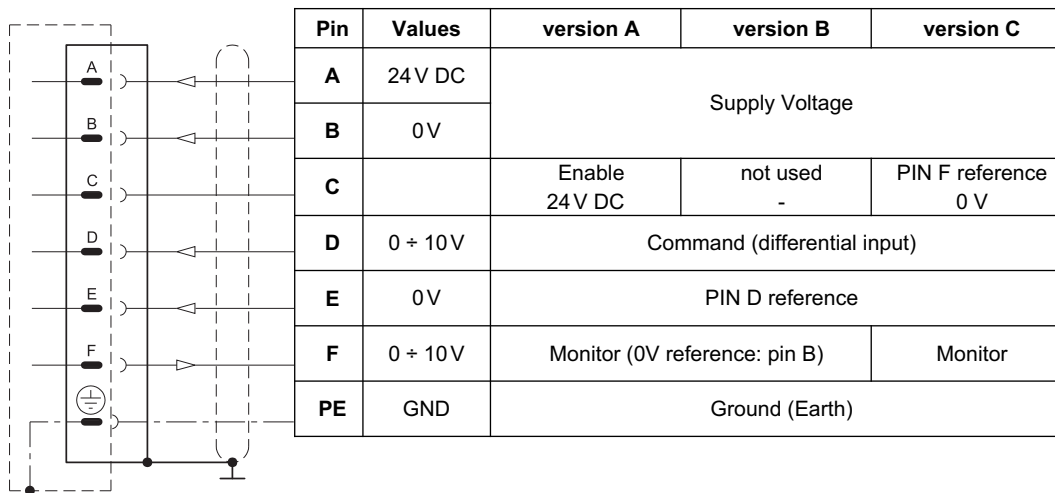 Pin Values version A version B version C
A 24 V DC
Supply Voltage
B 0 V
C Enable not used PIN F reference
24 V DC - 0 V
D 0 ÷ 10 V Command (differential input)
E 0 V PIN D reference
F 0 ÷ 10 V Monitor (0V reference: pin B) Monitor
PE GND Ground (Earth)
A
B
C
D
E
F